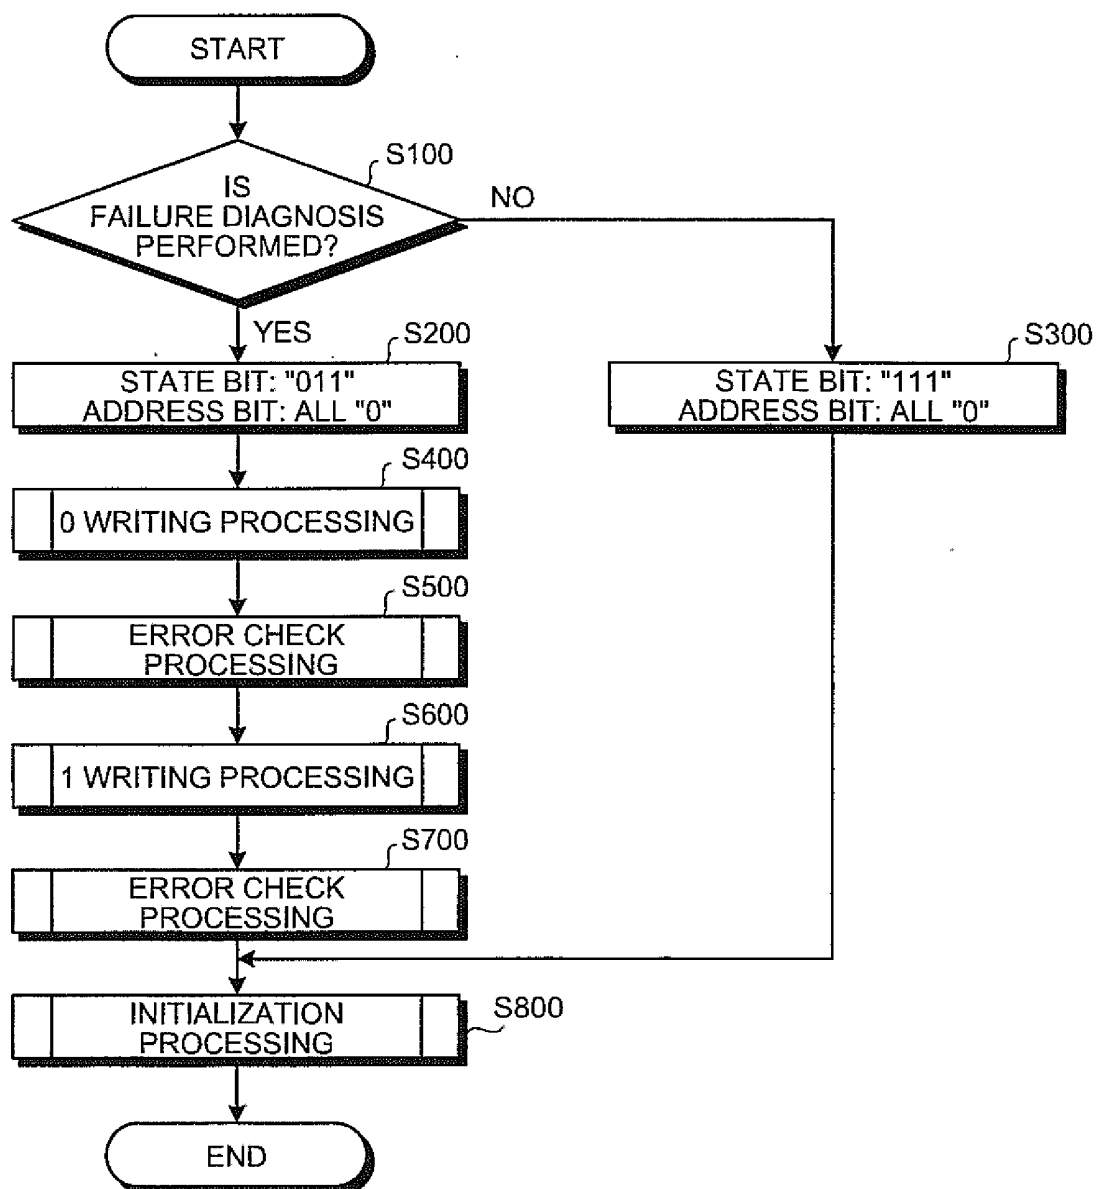 START
S100
IS
FAILURE DIAGNOSIS
PERFORMED?
NO
YES
S200
STATE BIT: "011"
ADDRESS BIT: ALL "0"
S300
STATE BIT: "111"
ADDRESS BIT: ALL "0"
S400
0 WRITING PROCESSING
S500
ERROR CHECK
PROCESSING
S600
1 WRITING PROCESSING
S700
ERROR CHECK
PROCESSING
S800
INITIALIZATION
PROCESSING
END